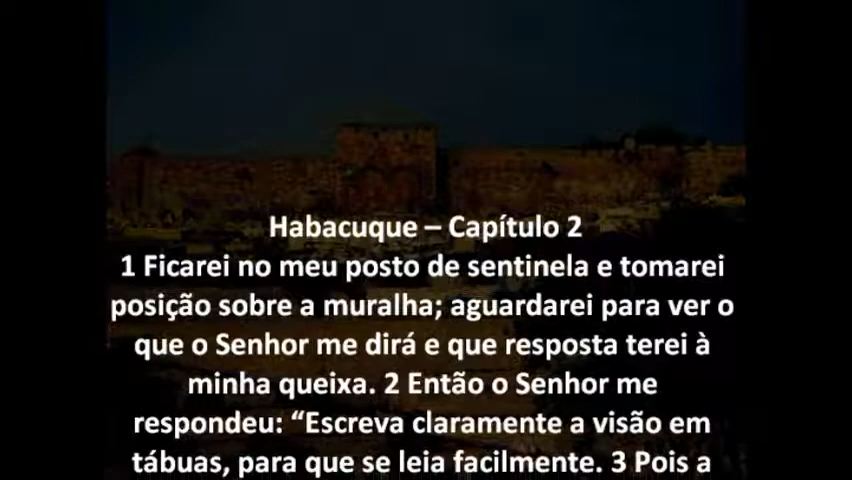 Habacuque – Capítulo 2
1 Ficarei no meu posto de sentinela e tomarei
posição sobre a muralha; aguardarei para ver o
que o Senhor me dirá e que resposta terei à
minha queixa. 2 Então o Senhor me
respondeu: “Escreva claramente a visão em
tábuas, para que se leia facilmente. 3 Pois a